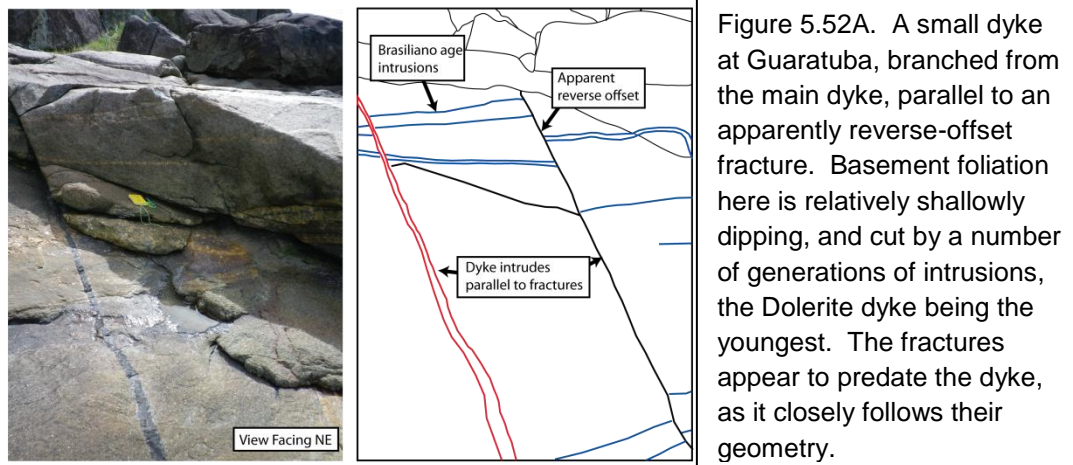 View Facing NE
Brasiliano age
intrusions
Apparent
reverse offset
Dyke intrudes
parallel to fractures
Figure 5.52A. A small dyke
at Guaratuba, branched from
the main dyke, parallel to an
apparently reverse-offset
fracture. Basement foliation
here is relatively shallowly
dipping, and cut by a number
of generations of intrusions,
the Dolerite dyke being the
youngest. The fractures
appear to predate the dyke,
as it closely follows their
geometry.